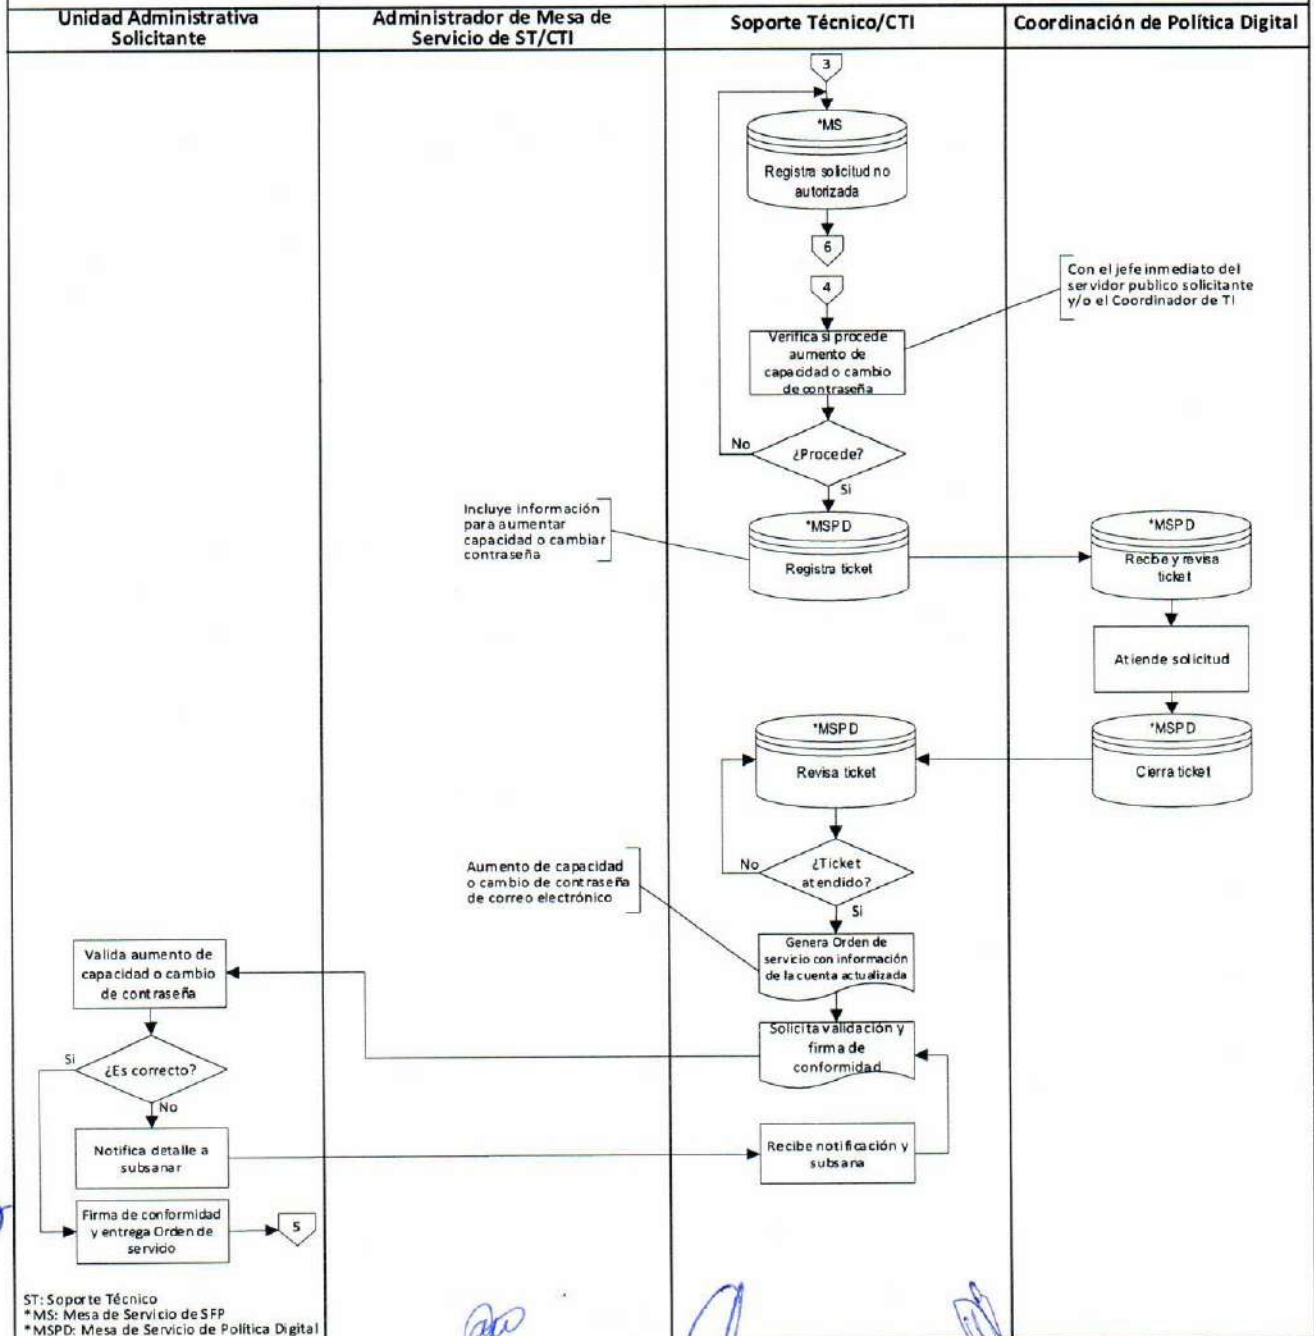 Unidad Administrativa
Solicitante
Administrador de Mesa de
Servicio de ST/CTI
Soporte Técnico/CTI
Coordinación de Política Digital
3
*MS
Registra solicitud no
autorizada
6
4
Con el jefe inmediato del
servidor publico solicitante
y/o el Coordinador de TI
Verifica si procede
aumento de
capacidad o cambio
de contraseña
No
¿Procede?
Si
Incluye información
para aumentar
capacidad o cambiar
contraseña
*MSPD
Registra ticket
*MSPD
Recibe y revisa
ticket
Atiende solicitud
*MSPD
Cierra ticket
*MSPD
Revisa ticket
No
¿Ticket
atendido?
Si
Aumento de capacidad
o cambio de contraseña
de correo electrónico
Genera Orden de
servicio con información
de la cuenta actualizada
Solicita validación y
firma de
conformidad
Valida aumento de
capacidad o cambio
de contraseña
Si
¿Es correcto?
No
Notifica detalle a
subsanar
Recibe notificación y
subsana
Firma de conformidad
y entrega Orden de
servicio
5
ST: Soporte Técnico
*MS: Mesa de Servicio de SFP
*MSPD: Mesa de Servicio de Política Digital